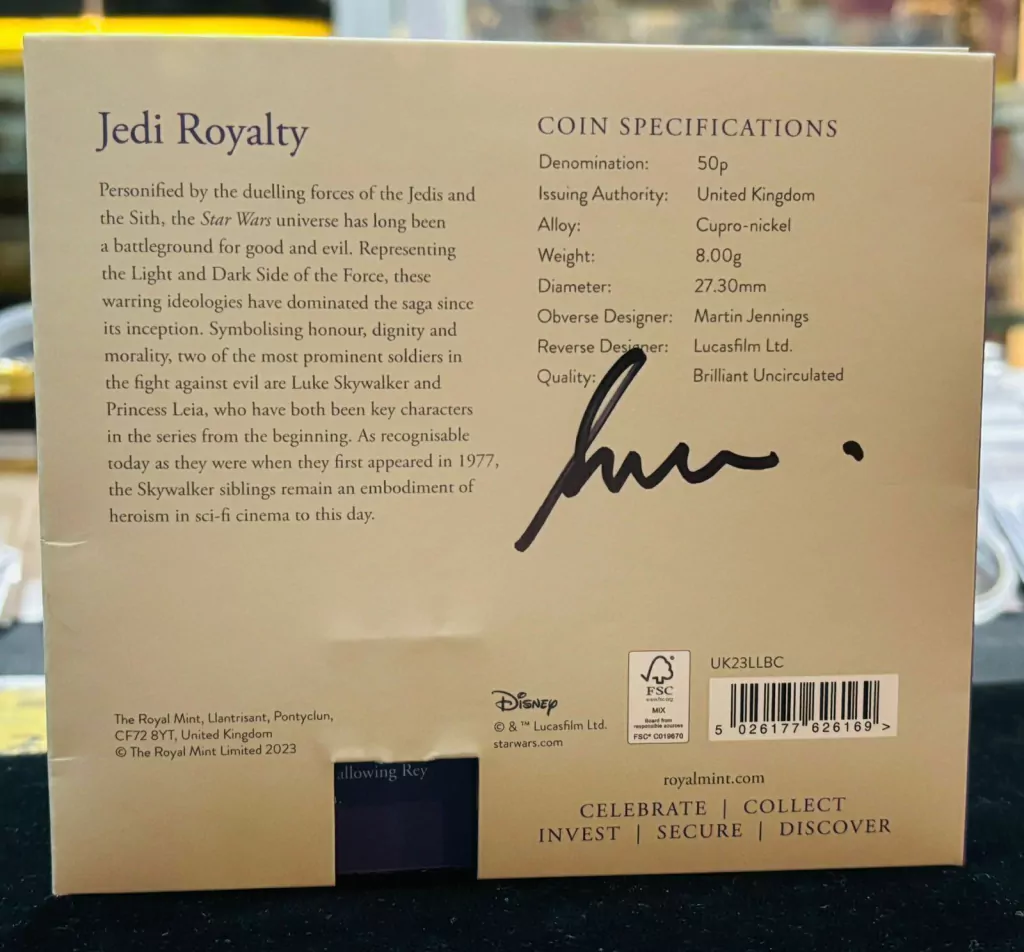 Jedi Royalty
Personified by the duelling forces of the Jedis and
the Sith, the Star Wars universe has long been
a battleground for good and evil. Representing
the Light and Dark Side of the Force, these
warring ideologies have dominated the saga since
its inception. Symbolising honour, dignity and
morality, two of the most prominent soldiers in
the fight against evil are Luke Skywalker and
Princess Leia, who have both been key characters
in the series from the beginning. As recognisable
today as they were when they first appeared in 1977,
the Skywalker siblings remain an embodiment of
heroism in sci-fi cinema to this day.
COIN SPECIFICATIONS
Denomination: 50p
Issuing Authority: United Kingdom
Alloy: Cupro-nickel
Weight: 8.00g
Diameter: 27.30mm
Obverse Designer: Martin Jennings
Reverse Designer: Lucasfilm Ltd.
Quality: Brilliant Uncirculated
The Royal Mint, Llantrisant, Pontyclun,
CF72 8YT, United Kingdom
© The Royal Mint Limited 2023
allowing Rey
Disney
© & ™ Lucasfilm Ltd.
starwars.com
FSC
www.fsc.org
MIX
Board from
responsible sources
FSC® C019670
UK23LLBC
5 026177 626169 >
royalmint.com
CELEBRATE | COLLECT
INVEST | SECURE | DISCOVER